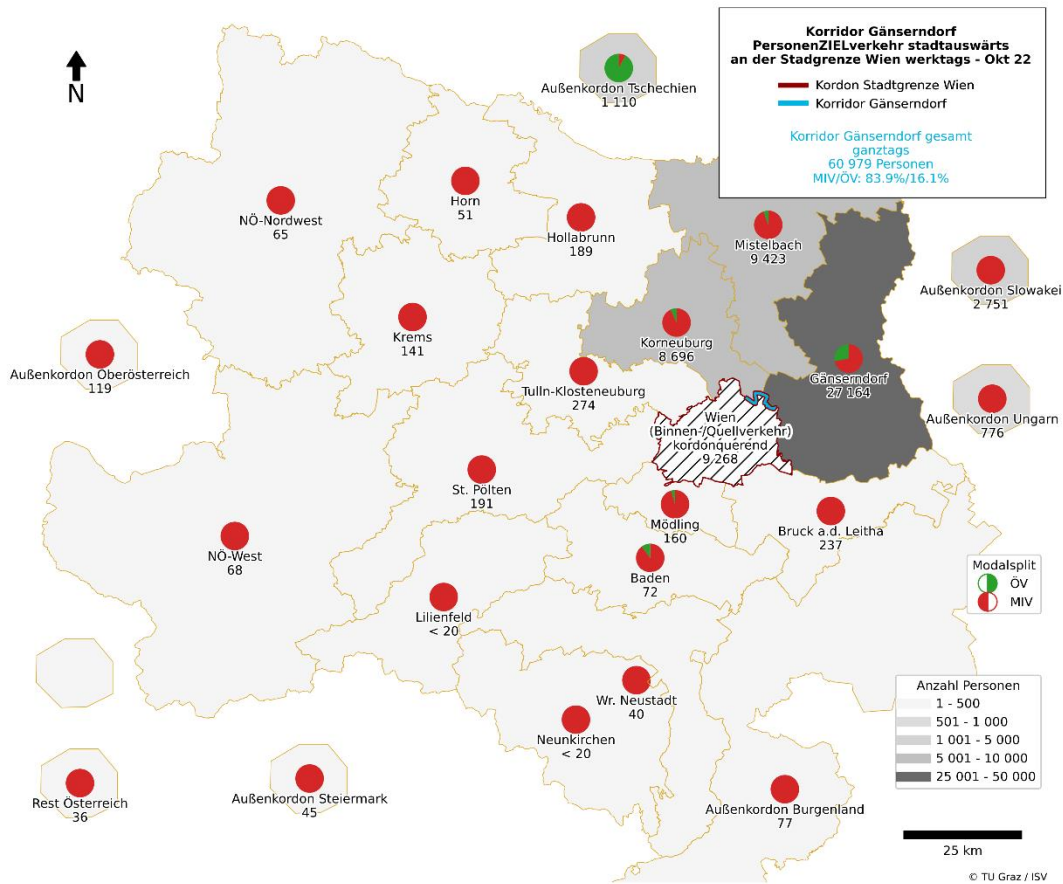 Korridor Gänserndorf
PersonenZIELverkehr stadtauswärts
an der Stadgrenze Wien werktags - Okt 22
Kordon Stadtgrenze Wien
Korridor Gänserndorf
Korridor Gänserndorf gesamt
ganztags
60 979 Personen
MIV/ÖV: 83.9%/16.1%
N
Außenkordon Tschechien
1 110
Horn
51
NÖ-Nordwest
65
Hollabrunn
189
Mistelbach
9 423
Außenkordon Slowakei
2 751
Krems
141
Korneuburg
8 696
Außenkordon Oberösterreich
119
Gänserndorf
27 164
Tulln-Klosteneuburg
274
Außenkordon Ungarn
776
Wien
(Binnen-/Quellverkehr)
kordonquerend
9 268
St. Pölten
191
Mödling
160
Bruck a.d. Leitha
237
NÖ-West
68
Baden
72
Modalsplit
ÖV
MIV
Lilienfeld
< 20
Wr. Neustadt
40
Neunkirchen
< 20
Anzahl Personen
1 - 500
501 - 1 000
1 001 - 5 000
5 001 - 10 000
25 001 - 50 000
Rest Österreich
36
Außenkordon Steiermark
45
Außenkordon Burgenland
77
25 km
© TU Graz / ISV